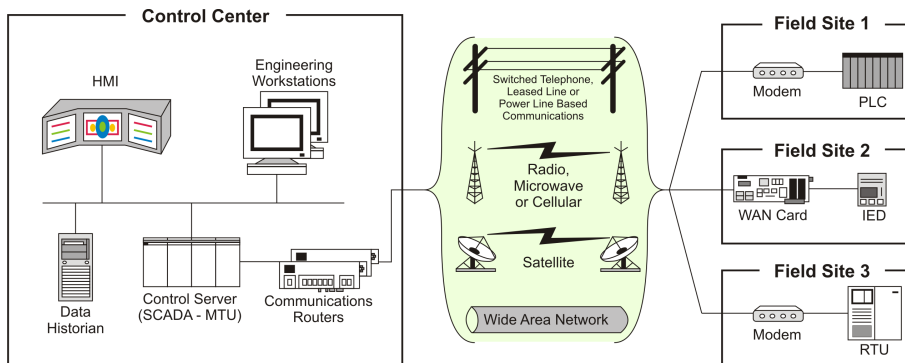 Control Center
HMI
Engineering
Workstations
Data
Historian
Control Server
(SCADA - MTU)
Communications
Routers
Switched Telephone,
Leased Line or
Power Line Based
Communications
Radio,
Microwave
or Cellular
Satellite
Wide Area Network
Field Site 1
Modem
PLC
Field Site 2
WAN Card
IED
Field Site 3
Modem
RTU